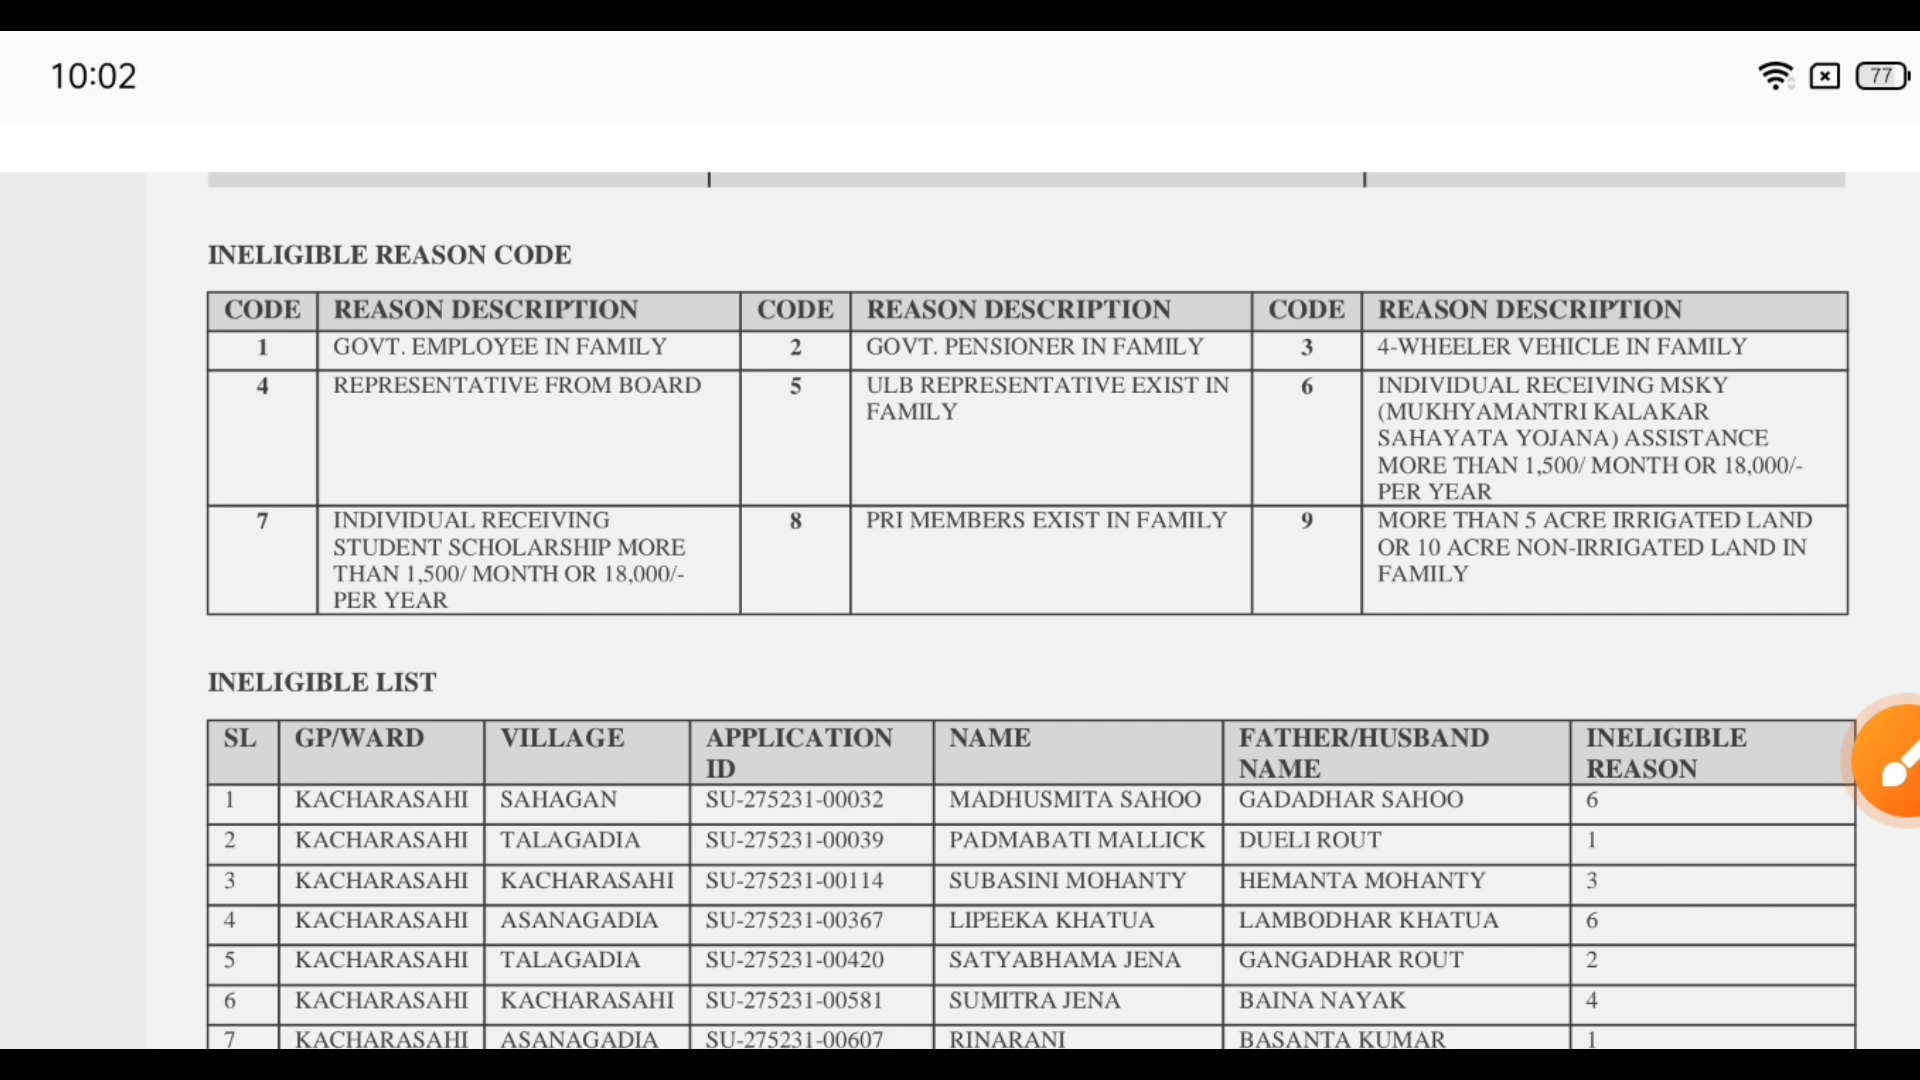 10:02
77
INELIGIBLE REASON CODE
CODE REASON DESCRIPTION CODE REASON DESCRIPTION CODE REASON DESCRIPTION
1 GOVT. EMPLOYEE IN FAMILY 2 GOVT. PENSIONER IN FAMILY 3 4-WHEELER VEHICLE IN FAMILY
4 REPRESENTATIVE FROM BOARD 5 ULB REPRESENTATIVE EXIST IN 6 INDIVIDUAL RECEIVING MSKY
FAMILY (MUKHYAMANTRI KALAKAR
SAHAYATA YOJANA) ASSISTANCE
MORE THAN 1,500/ MONTH OR 18,000/-
PER YEAR
7 INDIVIDUAL RECEIVING 8 PRI MEMBERS EXIST IN FAMILY 9 MORE THAN 5 ACRE IRRIGATED LAND
STUDENT SCHOLARSHIP MORE OR 10 ACRE NON-IRRIGATED LAND IN
THAN 1,500/ MONTH OR 18,000/- FAMILY
PER YEAR
INELIGIBLE LIST
SL GP/WARD VILLAGE APPLICATION NAME FATHER/HUSBAND INELIGIBLE
ID NAME REASON
1 KACHARASAHI SAHAGAN SU-275231-00032 MADHUSMITA SAHOO GADADHAR SAHOO 6
2 KACHARASAHI TALAGADIA SU-275231-00039 PADMABATI MALLICK DUELI ROUT 1
3 KACHARASAHI KACHARASAHI SU-275231-00114 SUBASINI MOHANTY HEMANTA MOHANTY 3
4 KACHARASAHI ASANAGADIA SU-275231-00367 LIPEEKA KHATUA LAMBODHAR KHATUA 6
5 KACHARASAHI TALAGADIA SU-275231-00420 SATYABHAMA JENA GANGADHAR ROUT 2
6 KACHARASAHI KACHARASAHI SU-275231-00581 SUMITRA JENA BAINA NAYAK 4
7 KACHARASAHI ASANAGADIA SU-275231-00607 RINARANI BASANTA KUMAR 1